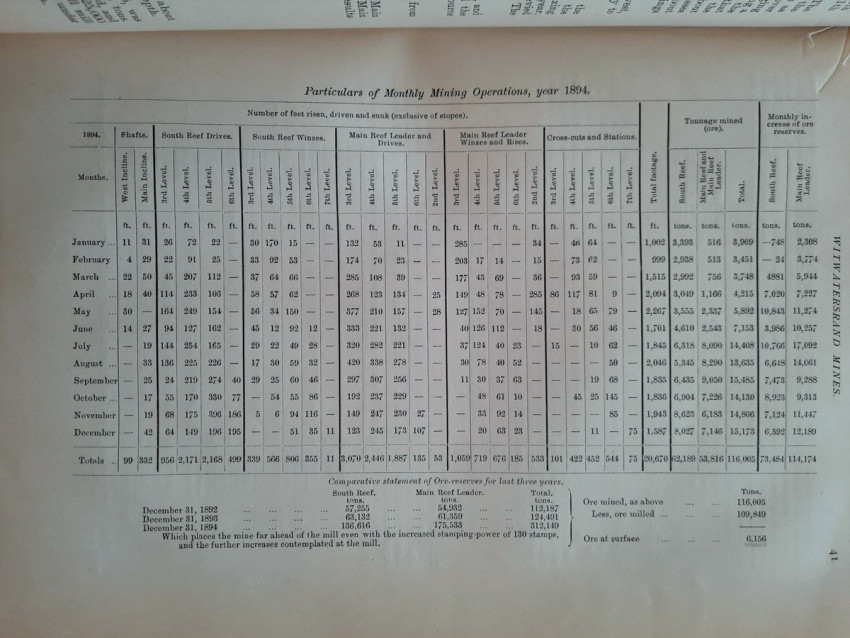 Particulars of Monthly Mining Operations, year 1894.
Number of feet risen, driven and sunk (exclusive of stopes).
1894. Shafts. South Reef Drives. South Reef Winzes. Main Reef Leader and Drives. Main Reef Leader Winzes and Rises. Cross-cuts and Stations. Total footage. Tonnage mined (ore). Monthly increase of ore reserves.
Months. West Incline. Main Incline. 3rd Level. 4th Level. 5th Level. 6th Level. 3rd Level. 4th Level. 5th Level. 6th Level. 7th Level. 3rd Level. 4th Level. 5th Level. 6th Level. 2nd Level. 3rd Level. 4th Level. 5th Level. 6th Level. 2nd Level. 3rd Level. 4th Level. 5th Level. 6th Level. 7th Level. South Reef. Main Reef and Main Reef Leader. Total. South Reef. Main Reef Leader.
ft. ft. ft. ft. ft. ft. ft. ft. ft. ft. ft. ft. ft. ft. ft. ft. ft. ft. ft. ft. ft. ft. ft. ft. ft. ft. ft. tons. tons. tons. tons. tons.
January ... 11 31 26 72 22 — 30 170 15 — — 132 53 11 — — 285 — — — 34 — 46 64 — — 1,002 3,393 516 3,909 —748 2,308
February 4 29 22 91 25 — 33 92 53 — — 174 70 23 — — 203 17 14 — 15 — 73 62 — — 999 2,938 513 3,451 — 24 3,774
March ... 22 50 45 207 112 — 37 64 66 — — 285 108 39 — — 177 43 69 — 36 — 93 59 — — 1,515 2,992 756 3,748 4881 5,944
April ... 18 40 114 233 106 — 58 57 62 — — 268 123 134 — 25 149 48 78 — 285 86 117 81 9 — 2,094 3,049 1,166 4,215 7,020 7,227
May ... 30 — 164 249 154 — 56 34 150 — — 377 210 157 — 28 127 152 70 — 145 — 18 65 79 — 2,267 3,555 2,337 5,892 10,843 11,274
June ... 14 27 94 127 162 — 45 12 92 12 — 333 221 132 — — 40 126 112 — 18 — 30 56 46 — 1,701 4,610 2,543 7,153 3,986 10,257
July ... — 19 144 254 165 — 29 22 49 28 — 320 282 221 — — 37 124 40 23 — 15 — 10 62 — 1,845 6,318 8,090 14,408 10,766 17,092
August ... — 33 136 225 226 — 17 30 59 32 — 420 338 278 — — 30 78 40 52 — — — — 50 — 2,046 5,345 8,290 13,635 6,648 14,061
September — 25 24 219 274 40 29 25 60 46 — 297 307 256 — — 11 30 37 63 — — — 19 68 — 1,835 6,435 9,050 15,485 7,473 9,288
October ... — 17 55 170 330 77 — 54 55 86 — 192 237 229 — — — 48 61 10 — — 45 25 145 — 1,836 6,904 7,226 14,130 8,923 9,313
November — 19 68 175 396 186 5 6 94 116 — 149 247 230 27 — — 33 92 14 — — — — 85 — 1,943 8,623 6,183 14,806 7,124 11,447
December — 42 64 149 196 195 — — 51 35 11 123 245 173 107 — — 20 63 23 — — — 11 — 75 1,587 8,027 7,146 15,173 6,592 12,189
Totals .. 99 332 956 2,171 2,168 499 339 566 806 355 11 3,070 2,446 1,887 135 53 1,059 719 676 185 533 101 422 452 544 75 20,670 62,189 53,816 116,005 73,484 114,174
Comparative statement of Ore-reserves for last three years.
South Reef, tons. Main Reef Leader. tons. Total, tons.
December 31, 1892 ... 57,255 ... 54,932 ... 112,187
December 31, 1893 ... 63,132 ... 61,359 ... 124,491
December 31, 1894 ... 136,616 ... 175,533 ... 312,149
Which places the mine far ahead of the mill even with the increased stamping-power of 130 stamps,
and the further increases contemplated at the mill.
Tons.
Ore mined, as above ... 116,005
Less, ore milled ... 109,849
Ore at surface ... 6,156
WITWATERSRAND MINES
41